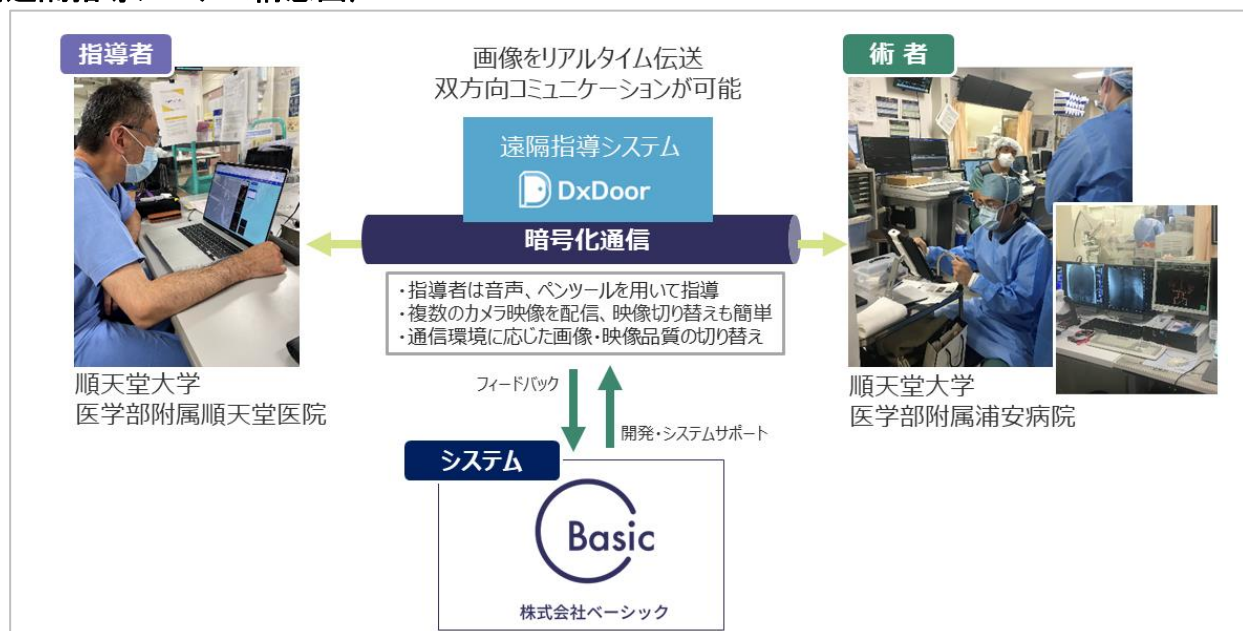 指導者
画像をリアルタイム伝送
双方向コミュニケーションが可能
術 者
遠隔指導システム
DxDoor
暗号化通信
・指導者は音声、ペンツールを用いて指導
・複数のカメラ映像を配信、映像切り替えも簡単
・通信環境に応じた画像・映像品質の切り替え
順天堂大学
医学部附属順天堂医院
順天堂大学
医学部附属浦安病院
フィードバック
開発・システムサポート
システム
Basic
株式会社ベーシック